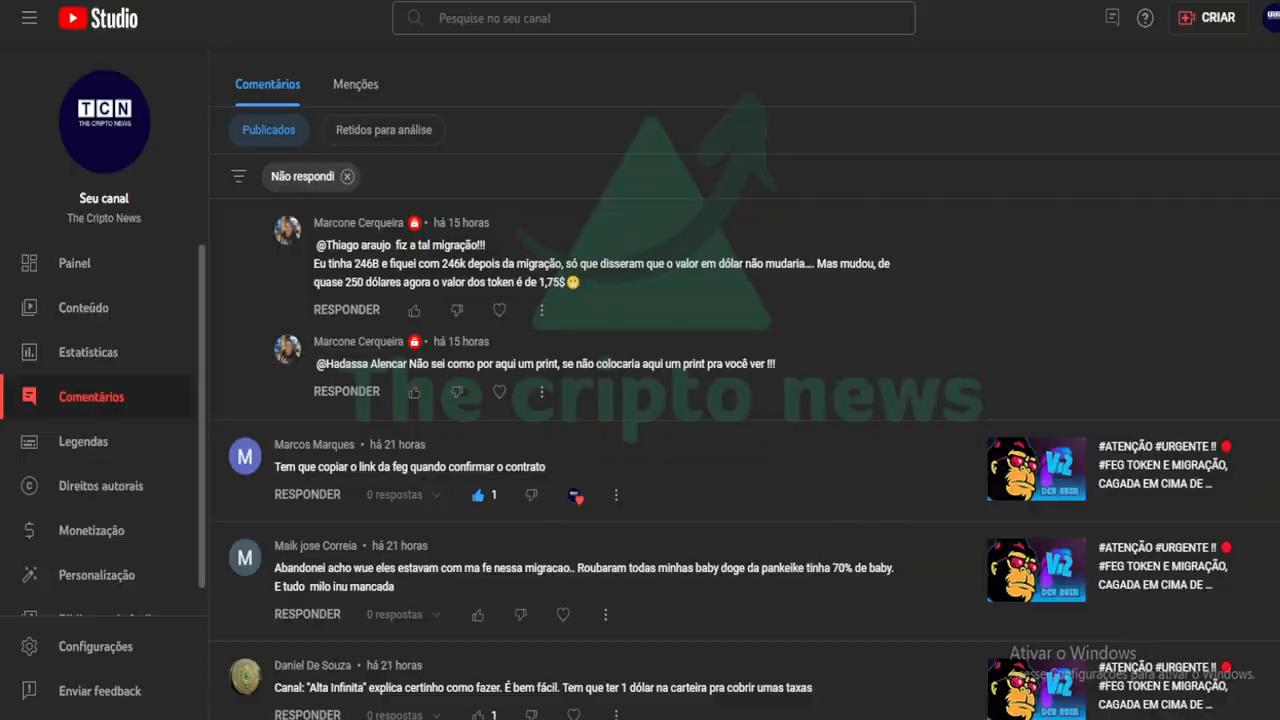 Studio
Pesquise no seu canal
CRIAR
TCN
THE CRIPTO NEWS
Seu canal
The Cripto News
Painel
Conteúdo
Estatísticas
Comentários
Legendas
Direitos autorais
Monetização
Personalização
Configurações
Enviar feedback
Comentários
Menções
Publicados
Retidos para análise
Não respondi
Marcone Cerqueira • há 15 horas
@Thiago araujo fiz a tal migração!!!
Eu tinha 246B e fiquei com 246k depois da migração, só que disseram que o valor em dólar não mudaria.... Mas mudou, de
quase 250 dólares agora o valor dos token é de 1,75$😬
RESPONDER
Marcone Cerqueira • há 15 horas
@Hadassa Alencar Não sei como por aqui um print, se não colocaria aqui um print pra você ver !!!
RESPONDER
The cripto news
Marcos Marques • há 21 horas
Tem que copiar o link da feg quando confirmar o contrato
RESPONDER 0 respostas 1
#ATENÇÃO #URGENTE !! 🔴
#FEG TOKEN E MIGRAÇÃO,
CAGADA EM CIMA DE ...
Maik jose Correia • há 21 horas
Abandonei acho wue eles estavam com ma fe nessa migracao.. Roubaram todas minhas baby doge da pankeike tinha 70% de baby.
E tudo milo inu mancada
RESPONDER 0 respostas
#ATENÇÃO #URGENTE !! 🔴
#FEG TOKEN E MIGRAÇÃO,
CAGADA EM CIMA DE ...
Daniel De Souza • há 21 horas
Canal: "Alta Infinita" explica certinho como fazer. É bem fácil. Tem que ter 1 dólar na carteira pra cobrir umas taxas
RESPONDER 0 respostas 1
#ATENÇÃO #URGENTE !! 🔴
#FEG TOKEN E MIGRAÇÃO,
CAGADA EM CIMA DE ...
Ativar o Windows
configurações para ativar o Windows.